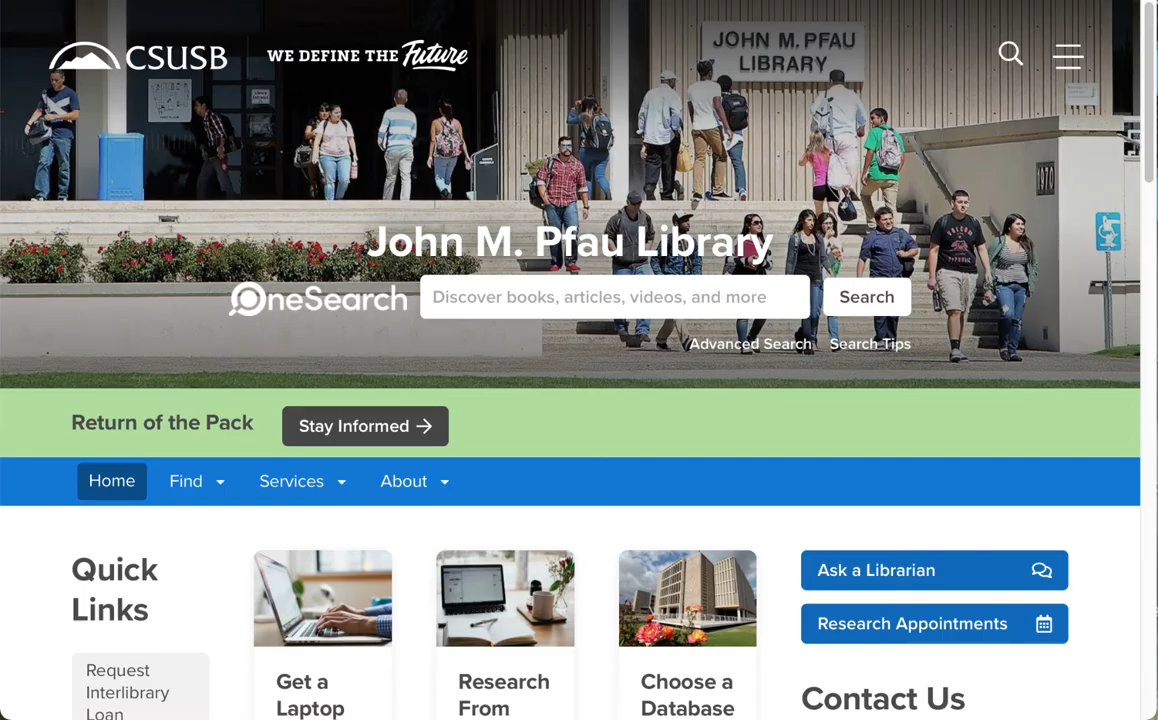 CSUSB
WE DEFINE THE Future
JOHN M. PFAU
LIBRARY
1970
John M. Pfau Library
OneSearch
Discover books, articles, videos, and more
Search
Advanced Search
Search Tips
Return of the Pack
Stay Informed
Home
Find
Services
About
Quick
Links
Request
Interlibrary
Loan
Get a
Laptop
Research
From
Choose a
Database
Ask a Librarian
Research Appointments
Contact Us